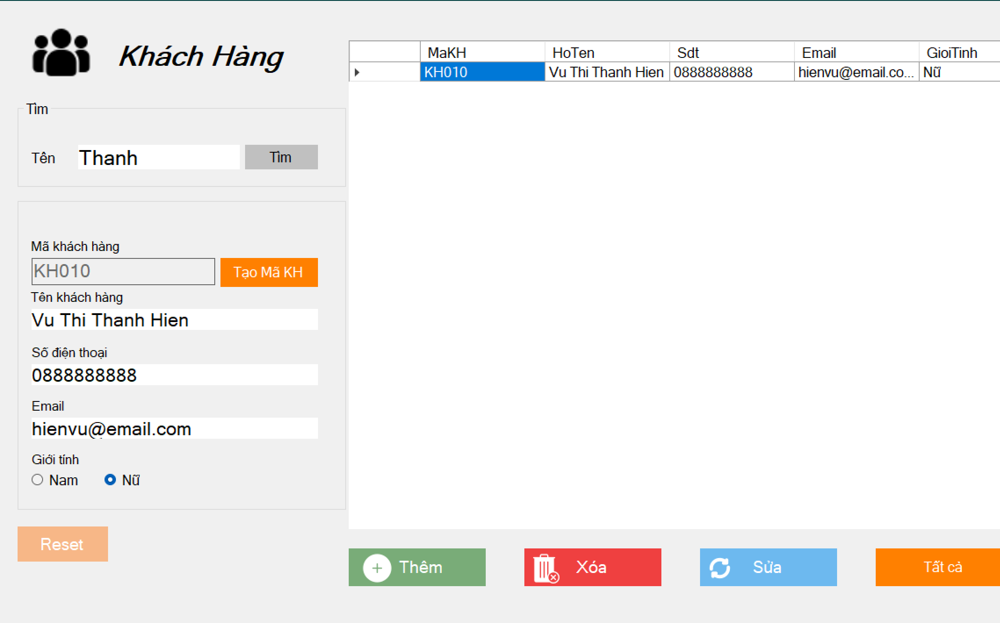 Khách Hàng
Tìm
Tên Thanh Tìm
Mã khách hàng
KH010 Tạo Mã KH
Tên khách hàng
Vu Thi Thanh Hien
Số điện thoại
0888888888
Email
hienvu@email.com
Giới tính
Nam Nữ
Reset
MaKH HoTen Sdt Email GioiTinh
KH010 Vu Thi Thanh Hien 0888888888 hienvu@email.co... Nữ
Thêm Xóa Sửa Tất cả